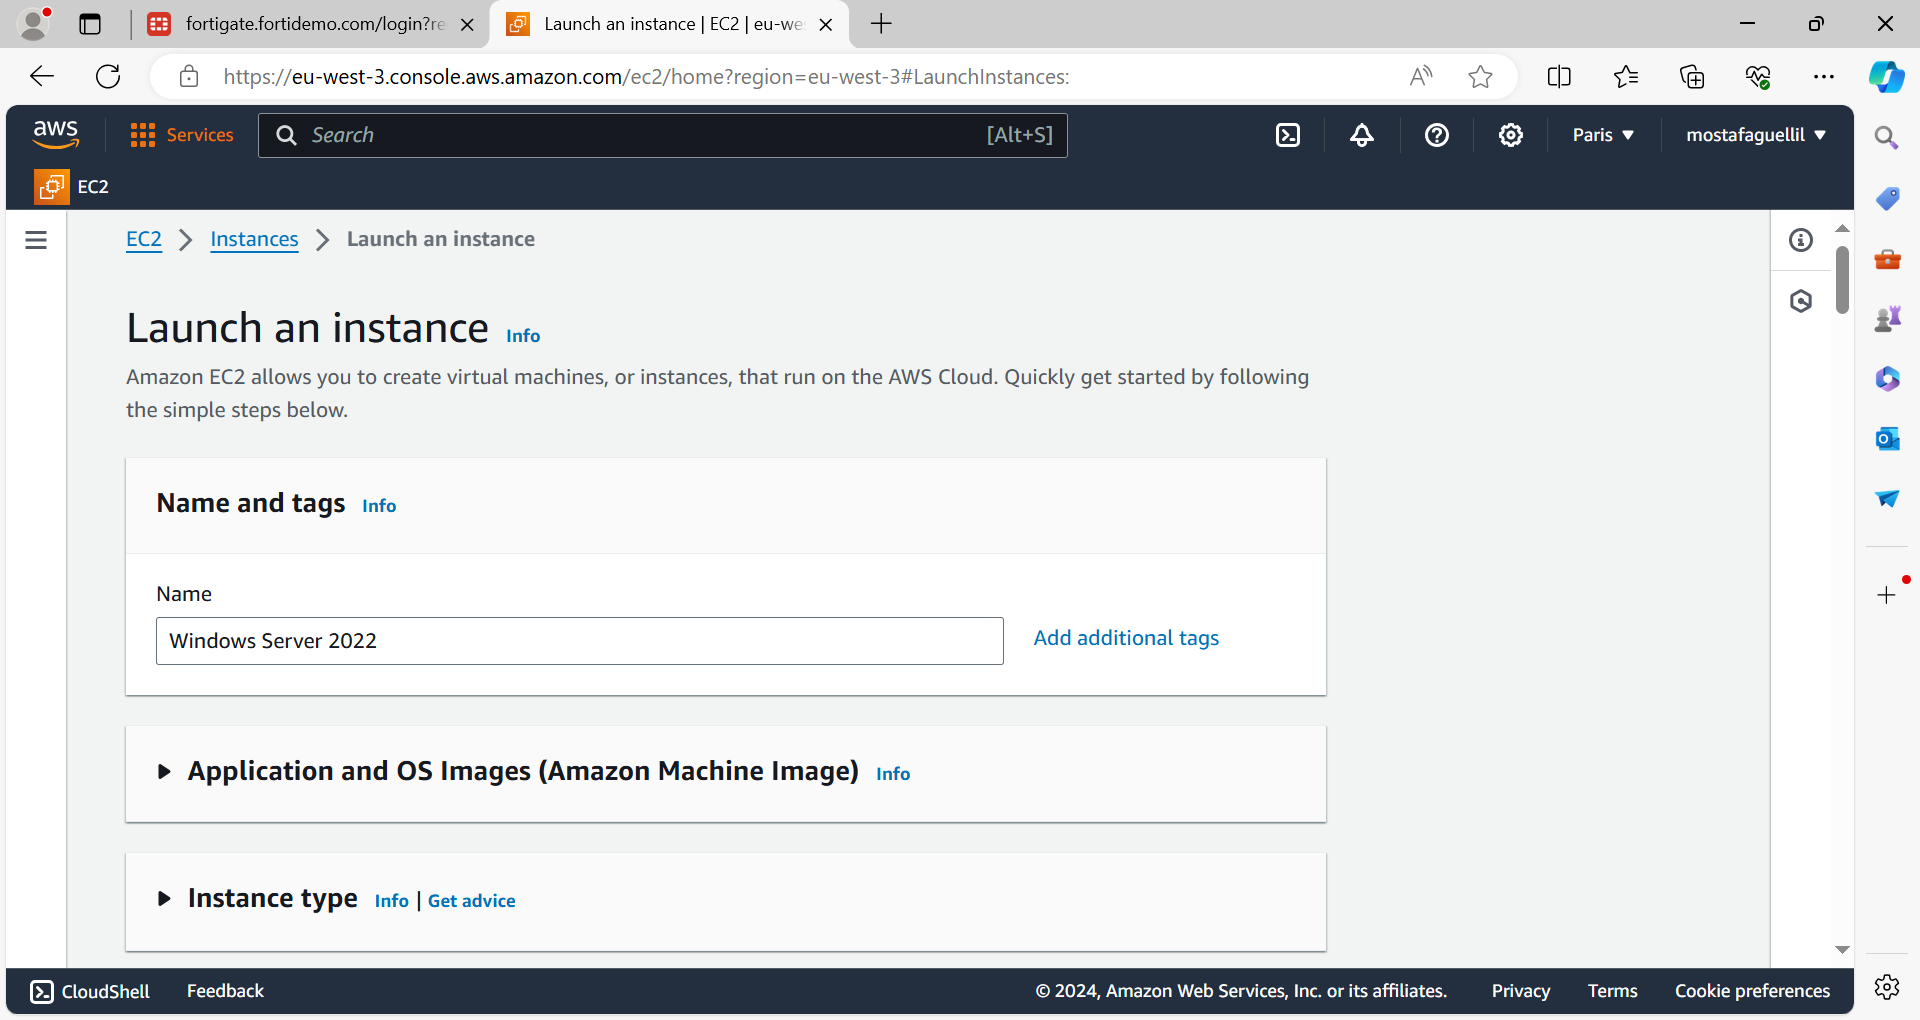 fortigate.fortidemo.com/login?re
Launch an instance | EC2 | eu-we
https://eu-west-3.console.aws.amazon.com/ec2/home?region=eu-west-3#LaunchInstances:
aws
Services
Search
[Alt+S]
Paris
mostafaguellil
EC2
EC2
Instances
Launch an instance
Launch an instance Info
Amazon EC2 allows you to create virtual machines, or instances, that run on the AWS Cloud. Quickly get started by following
the simple steps below.
Name and tags Info
Name
Windows Server 2022
Add additional tags
Application and OS Images (Amazon Machine Image) Info
Instance type Info | Get advice
CloudShell
Feedback
© 2024, Amazon Web Services, Inc. or its affiliates.
Privacy
Terms
Cookie preferences